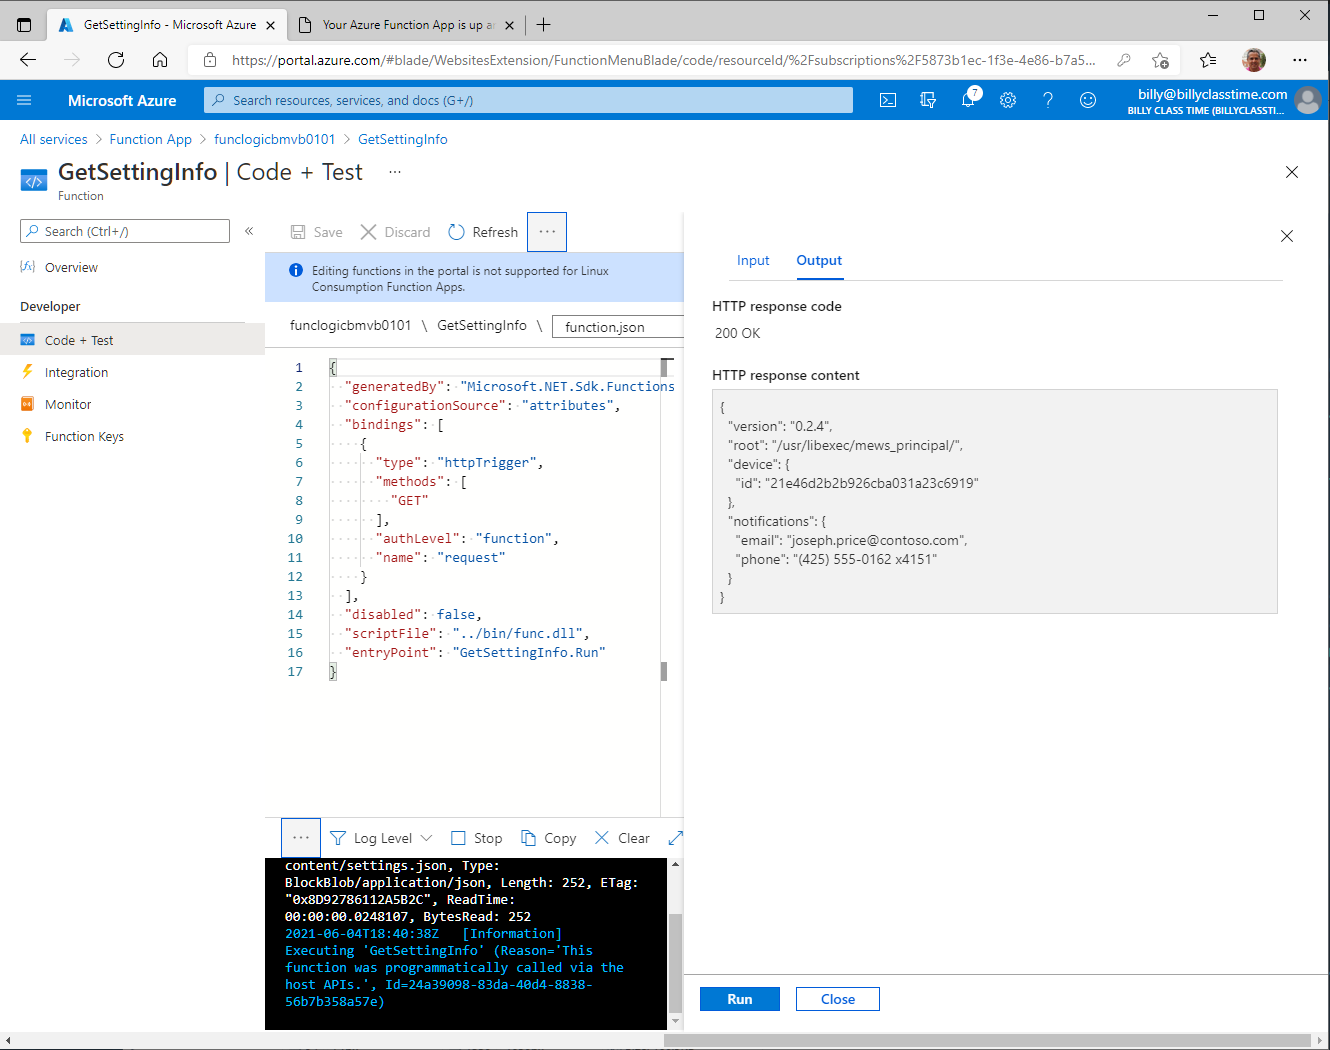 GetSettingInfo - Microsoft Azure
Your Azure Function App is up a
https://portal.azure.com/#blade/WebsitesExtension/FunctionMenuBlade/code/resourceId/%2Fsubscriptions%2F5873b1ec-1f3e-4e86-b7a5...
Microsoft Azure
Search resources, services, and docs (G+/)
7
billy@billyclasstime.com
BILLY CLASS TIME (BILLYCLASSTI...
All services > Function App > funclogicbmvb0101 > GetSettingInfo
GetSettingInfo | Code + Test ...
Function
Search (Ctrl+/)
«
Overview
Developer
Code + Test
Integration
Monitor
Function Keys
Save
Discard
Refresh
...
Editing functions in the portal is not supported for Linux
Consumption Function Apps.
funclogicbmvb0101 \ GetSettingInfo \ function.json
1 {
2 "generatedBy": "Microsoft.NET.Sdk.Functions
3 "configurationSource": "attributes",
4 "bindings": [
5 {
6 "type": "httpTrigger",
7 "methods": [
8 "GET"
9 ],
10 "authLevel": "function",
11 "name": "request"
12 }
13 ],
14 "disabled": false,
15 "scriptFile": "../bin/func.dll",
16 "entryPoint": "GetSettingInfo.Run"
17 }
... Log Level Stop Copy Clear
content/settings.json, Type:
BlockBlob/application/json, Length: 252, ETag:
"0x8D92786112A5B2C", ReadTime:
00:00:00.0248107, BytesRead: 252
2021-06-04T18:40:38Z [Information]
Executing 'GetSettingInfo' (Reason='This
function was programmatically called via the
host APIs.', Id=24a39098-83da-40d4-8838-
56b7b358a57e)
Input Output
HTTP response code
200 OK
HTTP response content
{
"version": "0.2.4",
"root": "/usr/libexec/mews_principal/",
"device": {
"id": "21e46d2b2b926cba031a23c6919"
},
"notifications": {
"email": "joseph.price@contoso.com",
"phone": "(425) 555-0162 x4151"
}
}
Run
Close